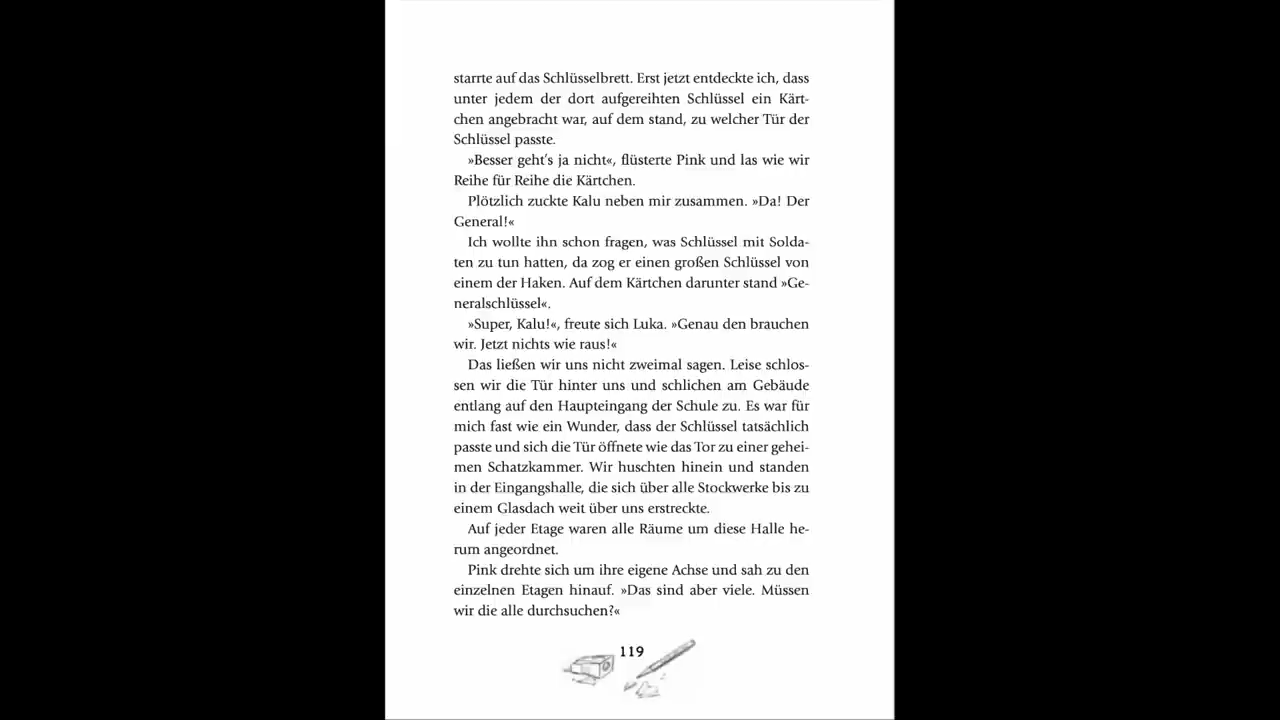 starrte auf das Schlüsselbrett. Erst jetzt entdeckte ich, dass
unter jedem der dort aufgereihten Schlüssel ein Kärt-
chen angebracht war, auf dem stand, zu welcher Tür der
Schlüssel passte.
»Besser geht's ja nicht«, flüsterte Pink und las wie wir
Reihe für Reihe die Kärtchen.
Plötzlich zuckte Kalu neben mir zusammen. »Da! Der
General!«
Ich wollte ihn schon fragen, was Schlüssel mit Solda-
ten zu tun hatten, da zog er einen großen Schlüssel von
einem der Haken. Auf dem Kärtchen darunter stand »Ge-
neralschlüssel«.
»Super, Kalu!«, freute sich Luka. »Genau den brauchen
wir. Jetzt nichts wie raus!«
Das ließen wir uns nicht zweimal sagen. Leise schlos-
sen wir die Tür hinter uns und schlichen am Gebäude
entlang auf den Haupteingang der Schule zu. Es war für
mich fast wie ein Wunder, dass der Schlüssel tatsächlich
passte und sich die Tür öffnete wie das Tor zu einer gehei-
men Schatzkammer. Wir huschten hinein und standen
in der Eingangshalle, die sich über alle Stockwerke bis zu
einem Glasdach weit über uns erstreckte.
Auf jeder Etage waren alle Räume um diese Halle he-
rum angeordnet.
Pink drehte sich um ihre eigene Achse und sah zu den
einzelnen Etagen hinauf. »Das sind aber viele. Müssen
wir die alle durchsuchen?«
119